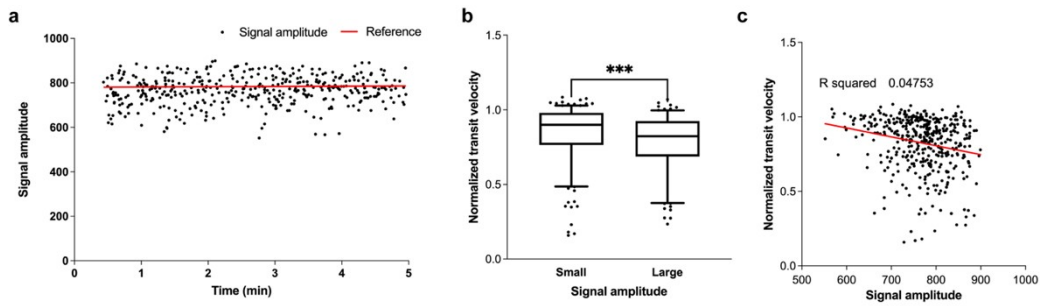 a
Signal amplitude
Reference
Signal amplitude
1000
800
600
400
200
0
0
1
2
3
4
5
Time (min)
b
Normalized transit velocity
1.5
1.0
0.5
0.0
***
Small
Large
Signal amplitude
c
Normalized transit velocity
1.5
1.0
0.5
0.0
R squared 0.04753
500
600
700
800
900
1000
Signal amplitude